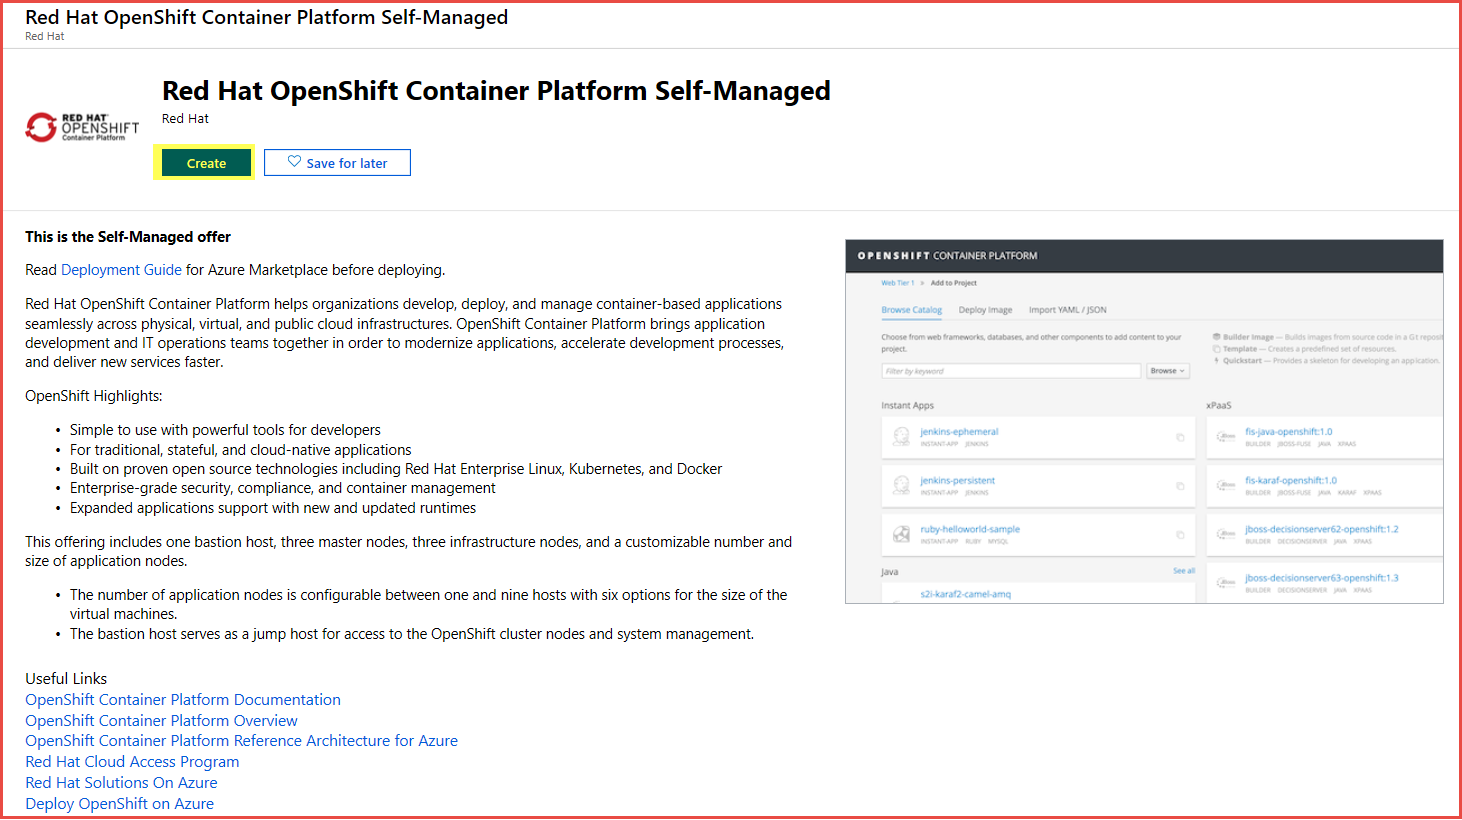 Red Hat OpenShift Container Platform Self-Managed
Red Hat
RED HAT
OPENSHIFT
Container Platform
Red Hat OpenShift Container Platform Self-Managed
Red Hat
Create
Save for later
This is the Self-Managed offer
Read Deployment Guide for Azure Marketplace before deploying.
Red Hat OpenShift Container Platform helps organizations develop, deploy, and manage container-based applications
seamlessly across physical, virtual, and public cloud infrastructures. OpenShift Container Platform brings application
development and IT operations teams together in order to modernize applications, accelerate development processes,
and deliver new services faster.
OpenShift Highlights:
• Simple to use with powerful tools for developers
• For traditional, stateful, and cloud-native applications
• Built on proven open source technologies including Red Hat Enterprise Linux, Kubernetes, and Docker
• Enterprise-grade security, compliance, and container management
• Expanded applications support with new and updated runtimes
This offering includes one bastion host, three master nodes, three infrastructure nodes, and a customizable number and
size of application nodes.
• The number of application nodes is configurable between one and nine hosts with six options for the size of the
virtual machines.
• The bastion host serves as a jump host for access to the OpenShift cluster nodes and system management.
Useful Links
OpenShift Container Platform Documentation
OpenShift Container Platform Overview
OpenShift Container Platform Reference Architecture for Azure
Red Hat Cloud Access Program
Red Hat Solutions On Azure
Deploy OpenShift on Azure
OPENSHIFT CONTAINER PLATFORM
Web Tier 1 » Add to Project
Browse Catalog Deploy Image Import YAML / JSON
Choose from web frameworks, databases, and other components to add content to your
project.
Filter by keyword
Browse
Builder Image — Builds images from source code in a Git reposit
Template — Creates a predefined set of resources.
Quickstart — Provides a skeleton for developing an application.
Instant Apps
jenkins-ephemeral
INSTANT-APP JENKINS
jenkins-persistent
INSTANT-APP JENKINS
ruby-helloworld-sample
INSTANT-APP RUBY MYSQL
Java
See all
s2i-karaf2-camel-amq
xPaaS
fis-java-openshift:1.0
BUILDER JBOSS-FUSE JAVA XPAAS
fis-karaf-openshift:1.0
BUILDER JBOSS-FUSE JAVA KARAF XPAAS
jboss-decisionserver62-openshift:1.2
BUILDER DECISIONSERVER JAVA XPAAS
jboss-decisionserver63-openshift:1.3
BUILDER DECISIONSERVER JAVA XPAAS